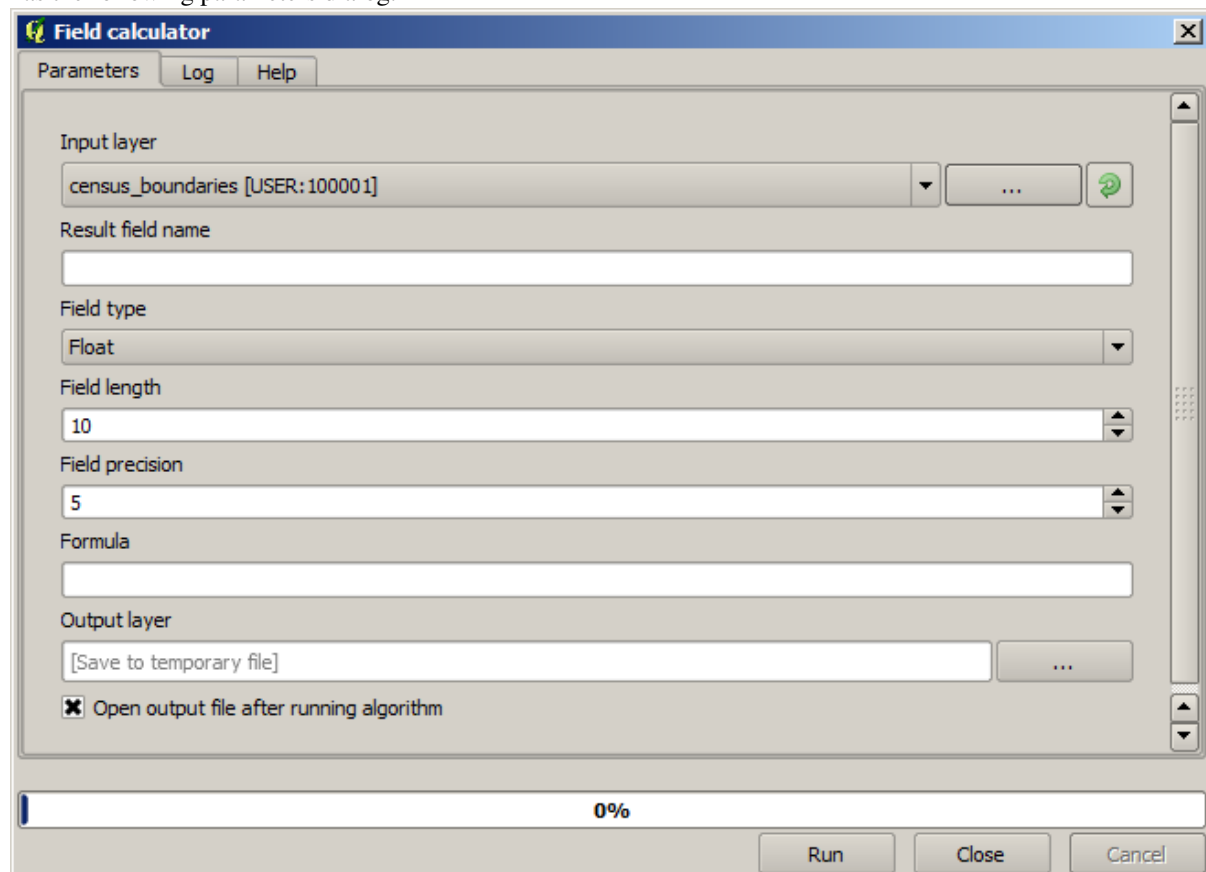 Field calculator
Parameters Log Help
Input layer
census_boundaries [USER:100001] ...
Result field name
Field type
Float
Field length
10
Field precision
5
Formula
Output layer
[Save to temporary file] ...
Open output file after running algorithm
0%
Run Close Cancel